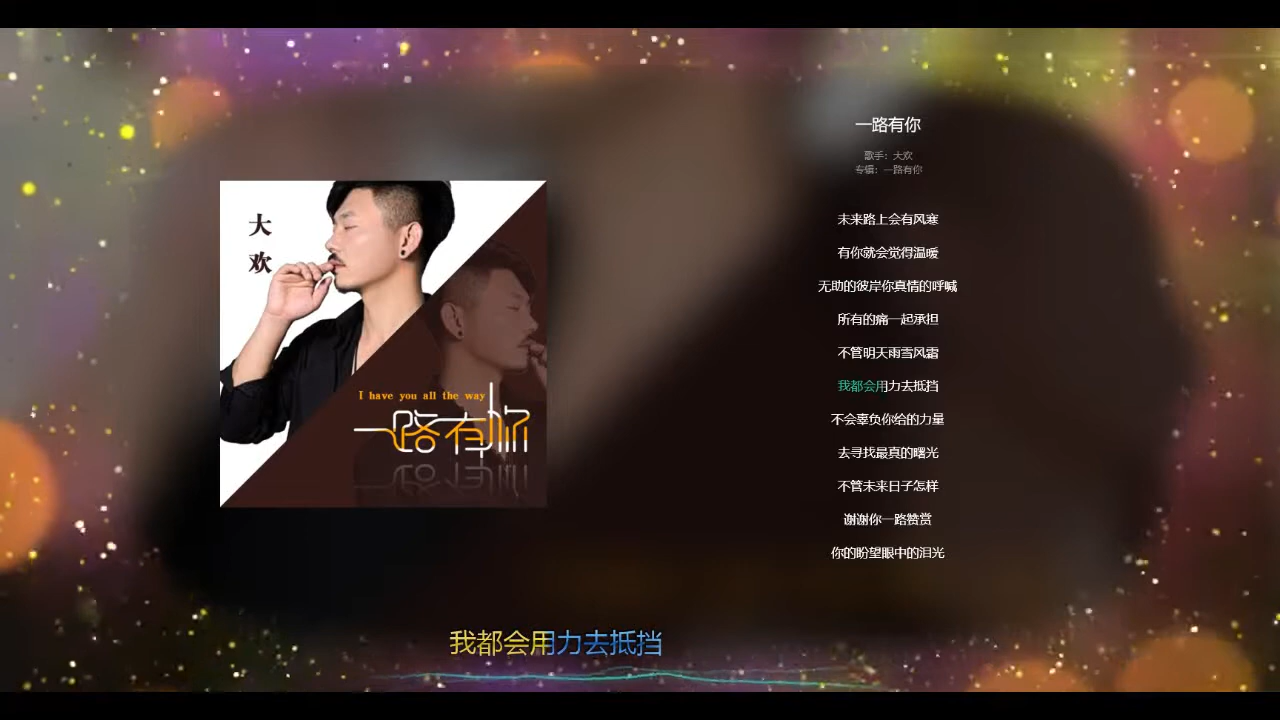 大
欢
I have you all the way
一路有你
一路有你
歌手：大欢
专辑：一路有你
未来路上会有风寒
有你就会觉得温暖
无助的彼岸你真情的呼喊
所有的痛一起承担
不管明天雨雪风霜
我都会用力去抵挡
不会辜负你给的力量
去寻找最真的曙光
不管未来日子怎样
谢谢你一路赞赏
你的盼望眼中的泪光
我都会用力去抵挡